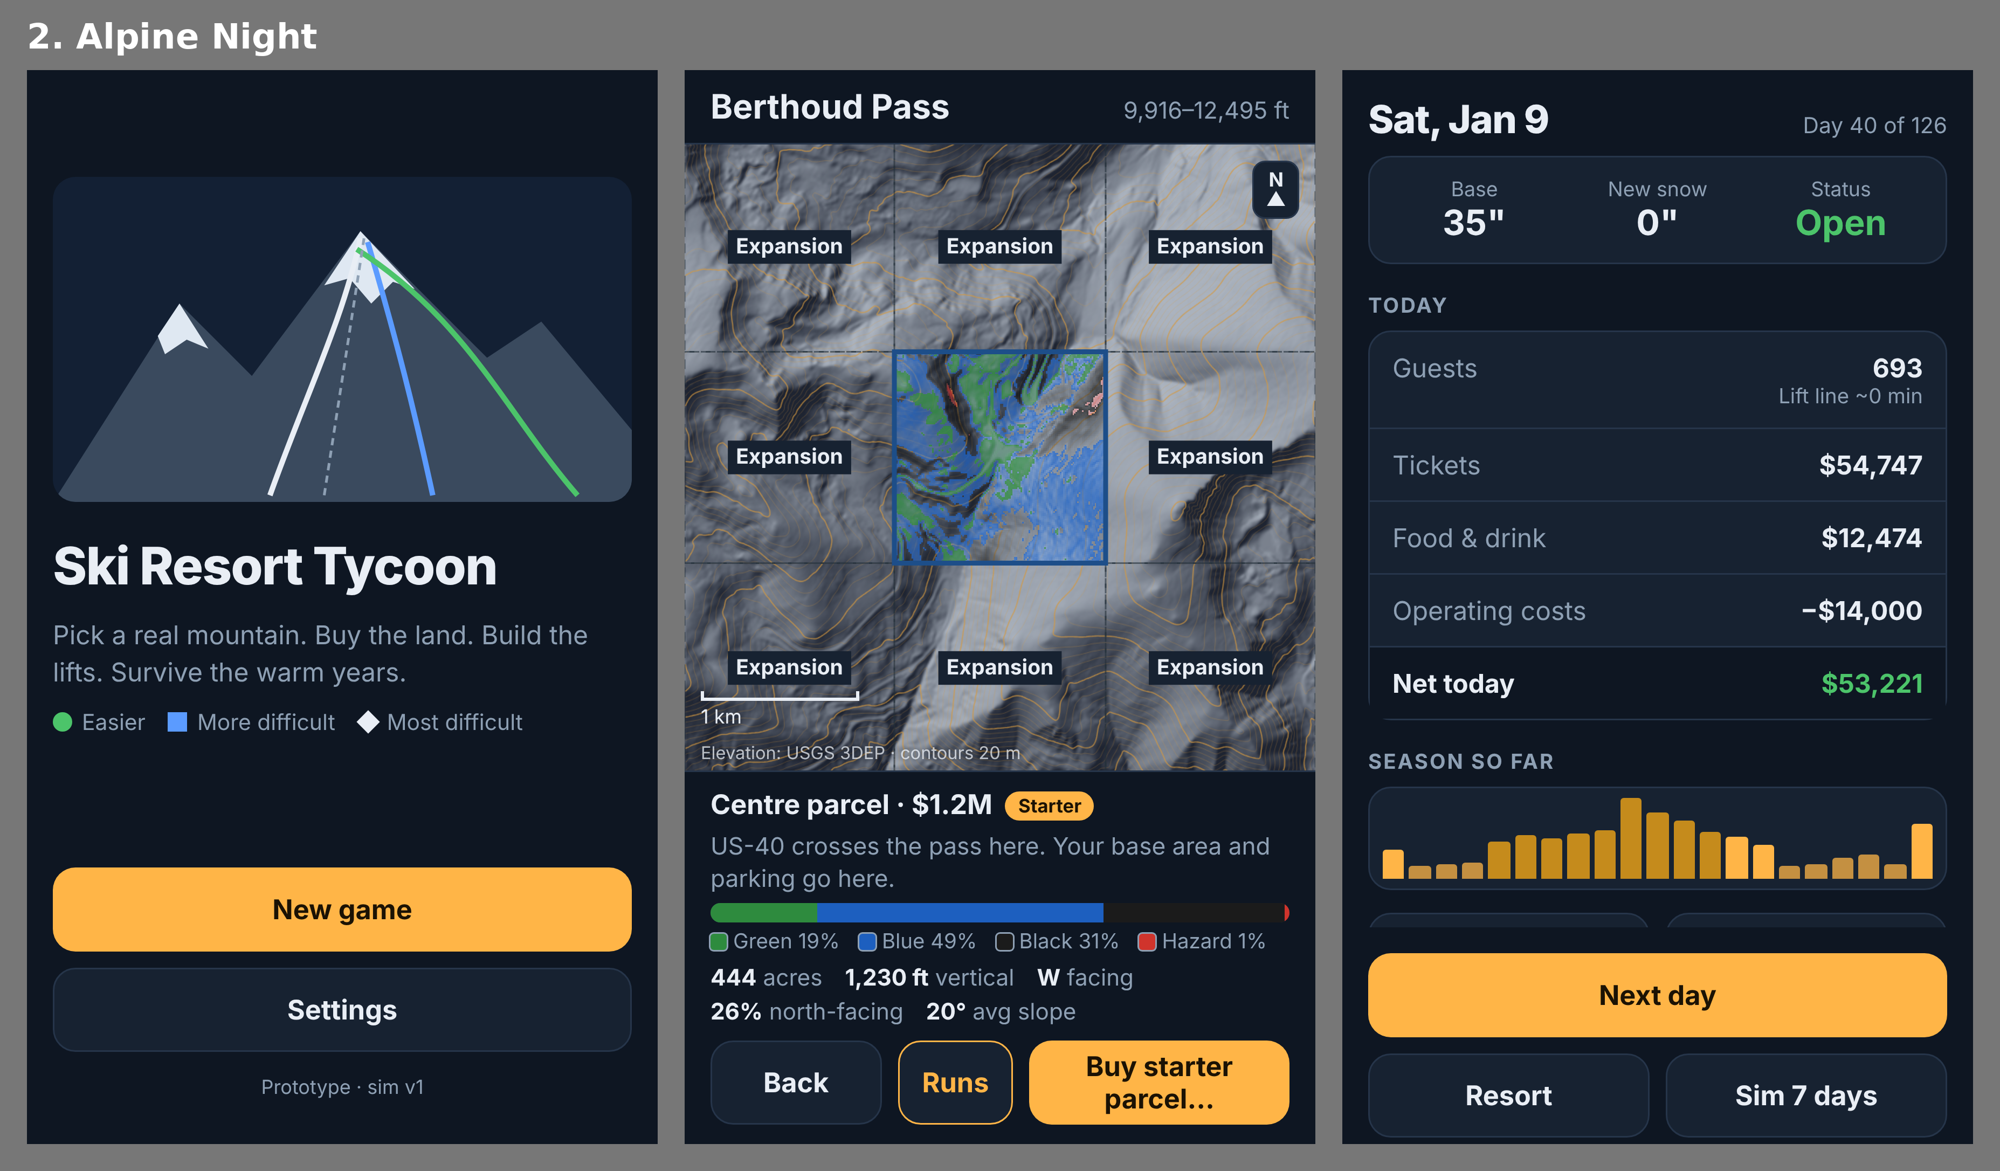 2. Alpine Night
Ski Resort Tycoon
Pick a real mountain. Buy the land. Build the
lifts. Survive the warm years.
Easier More difficult Most difficult
New game
Settings
Prototype · sim v1
Berthoud Pass 9,916–12,495 ft
N
Expansion Expansion Expansion
Expansion Expansion
Expansion Expansion Expansion
1 km
Elevation: USGS 3DEP · contours 20 m
Centre parcel · $1.2M Starter
US-40 crosses the pass here. Your base area and
parking go here.
Green 19% Blue 49% Black 31% Hazard 1%
444 acres 1,230 ft vertical W facing
26% north-facing 20° avg slope
Back Runs Buy starter
parcel…
Sat, Jan 9 Day 40 of 126
Base New snow Status
35" 0" Open
TODAY
Guests 693
Lift line ~0 min
Tickets $54,747
Food & drink $12,474
Operating costs −$14,000
Net today $53,221
SEASON SO FAR
Next day
Resort Sim 7 days